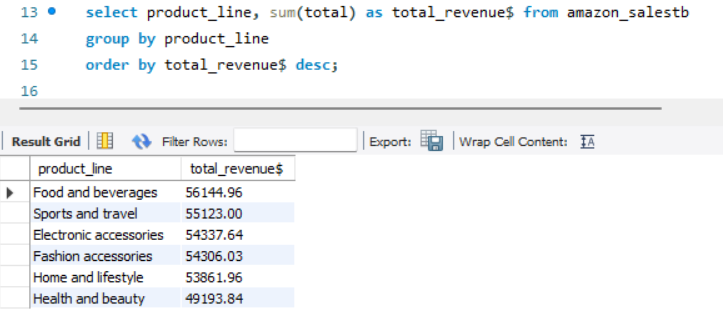 13 select product_line, sum(total) as total_revenue$ from amazon_salestb
14 group by product_line
15 order by total_revenue$ desc;
16
Result Grid Filter Rows: Export: Wrap Cell Content: IA
product_line total_revenue$
Food and beverages 56144.96
Sports and travel 55123.00
Electronic accessories 54337.64
Fashion accessories 54306.03
Home and lifestyle 53861.96
Health and beauty 49193.84